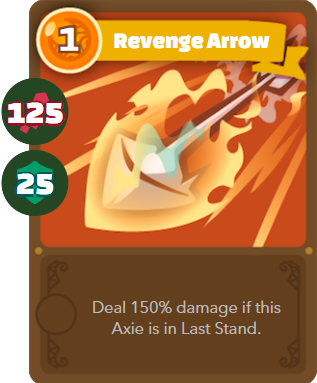 1
Revenge Arrow
125
25
Deal 150% damage if this
Axie is in Last Stand.